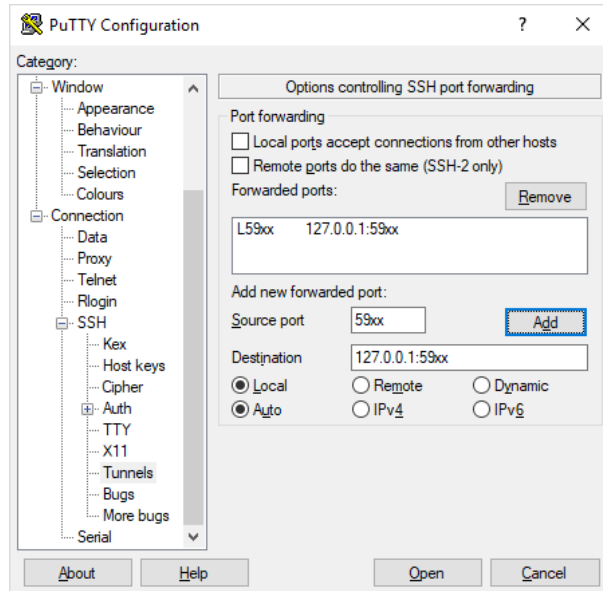 PuTTY Configuration ? ×
Category:
Window
Appearance
Behaviour
Translation
Selection
Colours
Connection
Data
Proxy
Telnet
Rlogin
SSH
Kex
Host keys
Cipher
Auth
TTY
X11
Tunnels
Bugs
More bugs
Serial
Options controlling SSH port forwarding
Port forwarding
Local ports accept connections from other hosts
Remote ports do the same (SSH-2 only)
Forwarded ports: Remove
L59xx 127.0.0.1:59xx
Add new forwarded port:
Source port 59xx Add
Destination 127.0.0.1:59xx
Local Remote Dynamic
Auto IPv4 IPv6
About Help Open Cancel